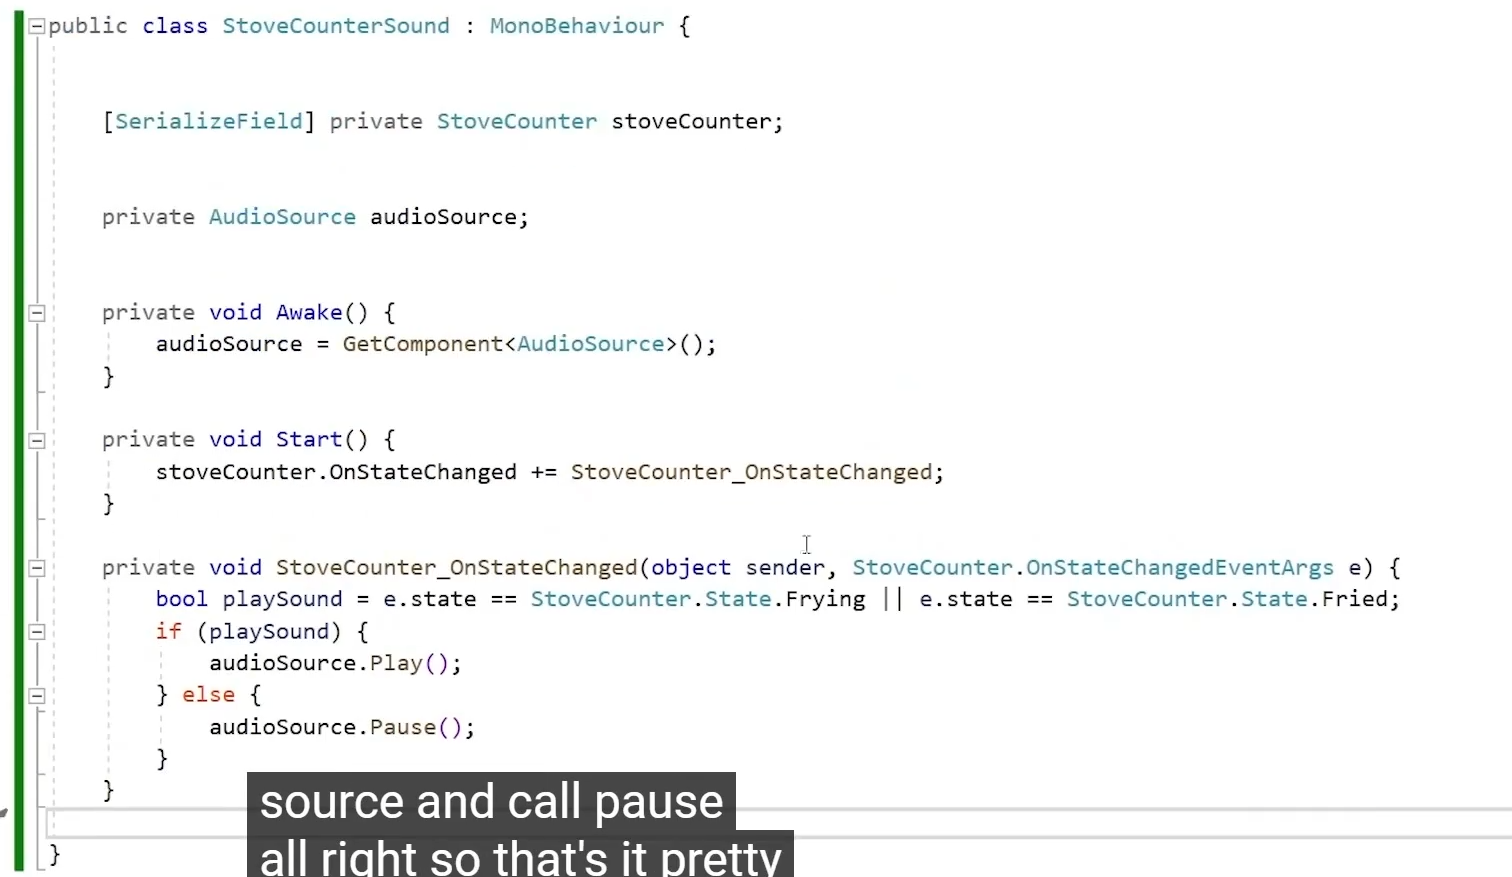 public class StoveCounterSound : MonoBehaviour {
[SerializeField] private StoveCounter stoveCounter;
private AudioSource audioSource;
private void Awake() {
audioSource = GetComponent<AudioSource>();
}
private void Start() {
stoveCounter.OnStateChanged += StoveCounter_OnStateChanged;
}
private void StoveCounter_OnStateChanged(object sender, StoveCounter.OnStateChangedEventArgs e) {
bool playSound = e.state == StoveCounter.State.Frying || e.state == StoveCounter.State.Fried;
if (playSound) {
audioSource.Play();
} else {
audioSource.Pause();
}
}
source and call pause
}
all right so that's it pretty